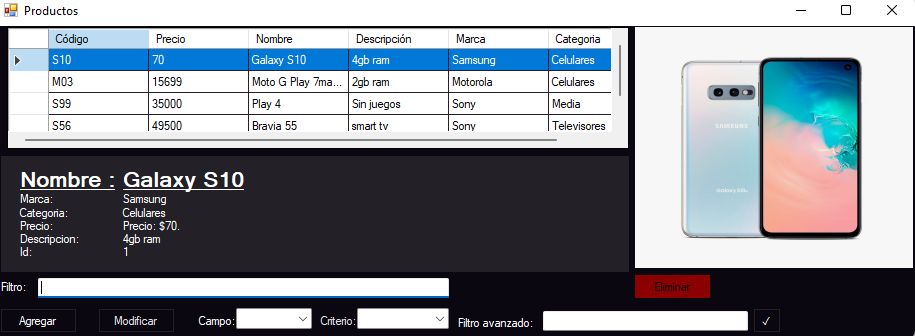 Productos
Código Precio Nombre Descripción Marca Categoria
S10 70 Galaxy S10 4gb ram Samsung Celulares
M03 15699 Moto G Play 7ma... 2gb ram Motorola Celulares
S99 35000 Play 4 Sin juegos Sony Media
S56 49500 Bravia 55 smart tv Sony Televisores
SAMSUNG
Nombre : Galaxy S10
Marca: Samsung
Categoria: Celulares
Precio: Precio: $70.
Descripcion: 4gb ram
Id: 1
Filtro:
Eliminar
Agregar Modificar Campo: Criterio: Filtro avanzado: ✓